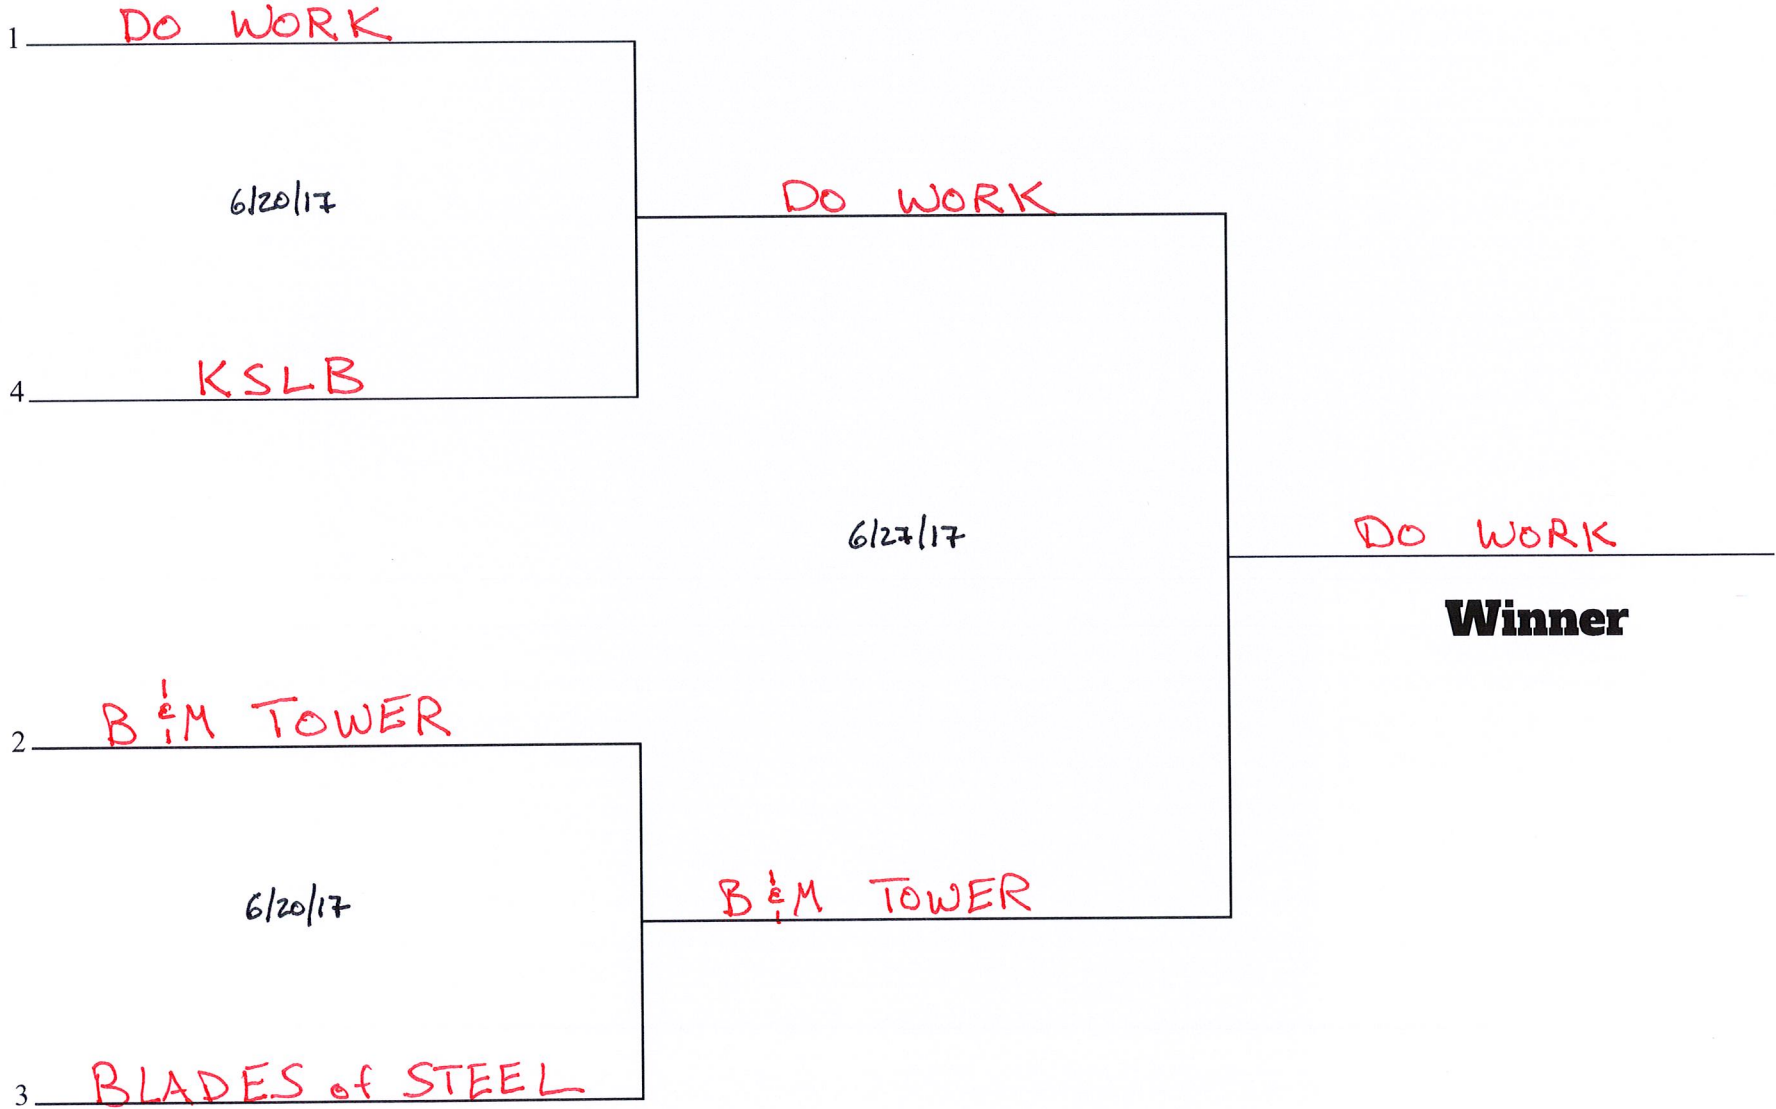 1 DO WORK
6/20/17
4 KSLB
DO WORK
6/27/17
DO WORK
Winner
2 B & M TOWER
6/20/17
B & M TOWER
3 BLADES of STEEL